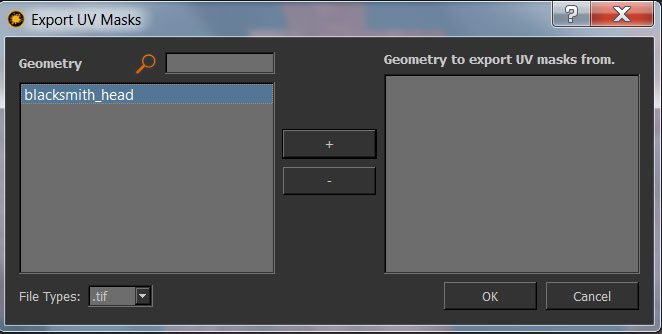 Export UV Masks
Geometry
Geometry to export UV masks from.
blacksmith_head
+
-
File Types: .tif
OK
Cancel